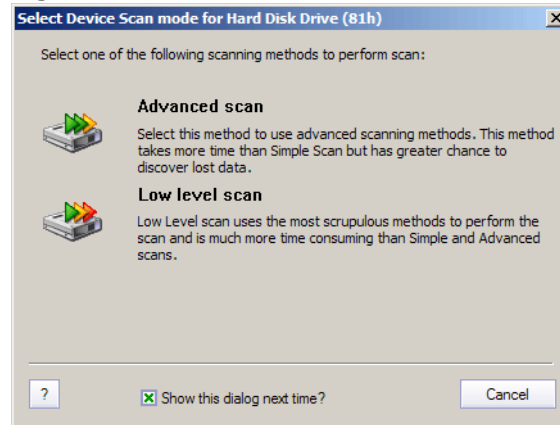 Select Device Scan mode for Hard Disk Drive (81h)
Select one of the following scanning methods to perform scan:
Advanced scan
Select this method to use advanced scanning methods. This method
takes more time than Simple Scan but has greater chance to
discover lost data.
Low level scan
Low Level scan uses the most scrupulous methods to perform the
scan and is much more time consuming than Simple and Advanced
scans.
?
Show this dialog next time?
Cancel